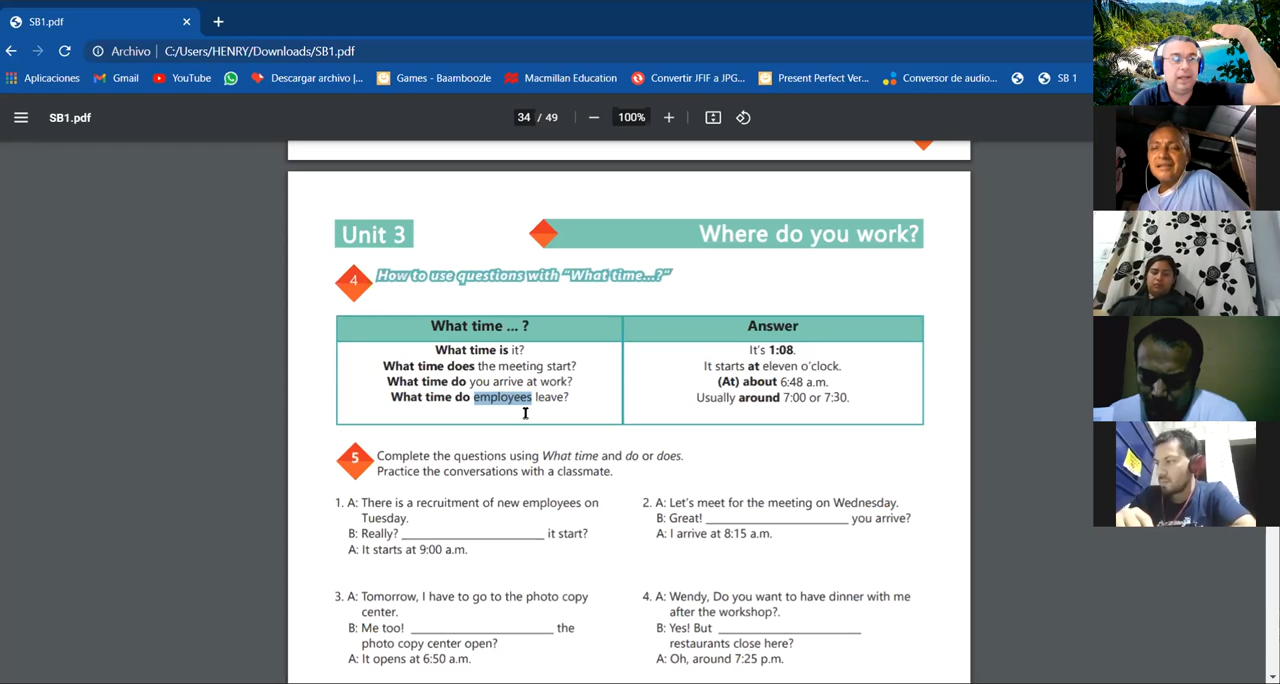 SB1.pdf
Archivo C:/Users/HENRY/Downloads/SB1.pdf
Aplicaciones Gmail YouTube Descargar archivo |... Games - Baamboozle Macmillan Education Convertir JFIF a JPG... Present Perfect Ver... Conversor de audio... SB 1
SB1.pdf 34 / 49 100%
Unit 3 Where do you work?
4 How to use questions with “What time...?”
What time ... ? Answer
What time is it? It's 1:08.
What time does the meeting start? It starts at eleven o'clock.
What time do you arrive at work? (At) about 6:48 a.m.
What time do employees leave? Usually around 7:00 or 7:30.
5 Complete the questions using What time and do or does.
Practice the conversations with a classmate.
1. A: There is a recruitment of new employees on
Tuesday.
B: Really? ____________________ it start?
A: It starts at 9:00 a.m.
2. A: Let's meet for the meeting on Wednesday.
B: Great! ____________________ you arrive?
A: I arrive at 8:15 a.m.
3. A: Tomorrow, I have to go to the photo copy
center.
B: Me too! ____________________ the
photo copy center open?
A: It opens at 6:50 a.m.
4. A: Wendy, Do you want to have dinner with me
after the workshop?.
B: Yes! But ____________________
restaurants close here?
A: Oh, around 7:25 p.m.